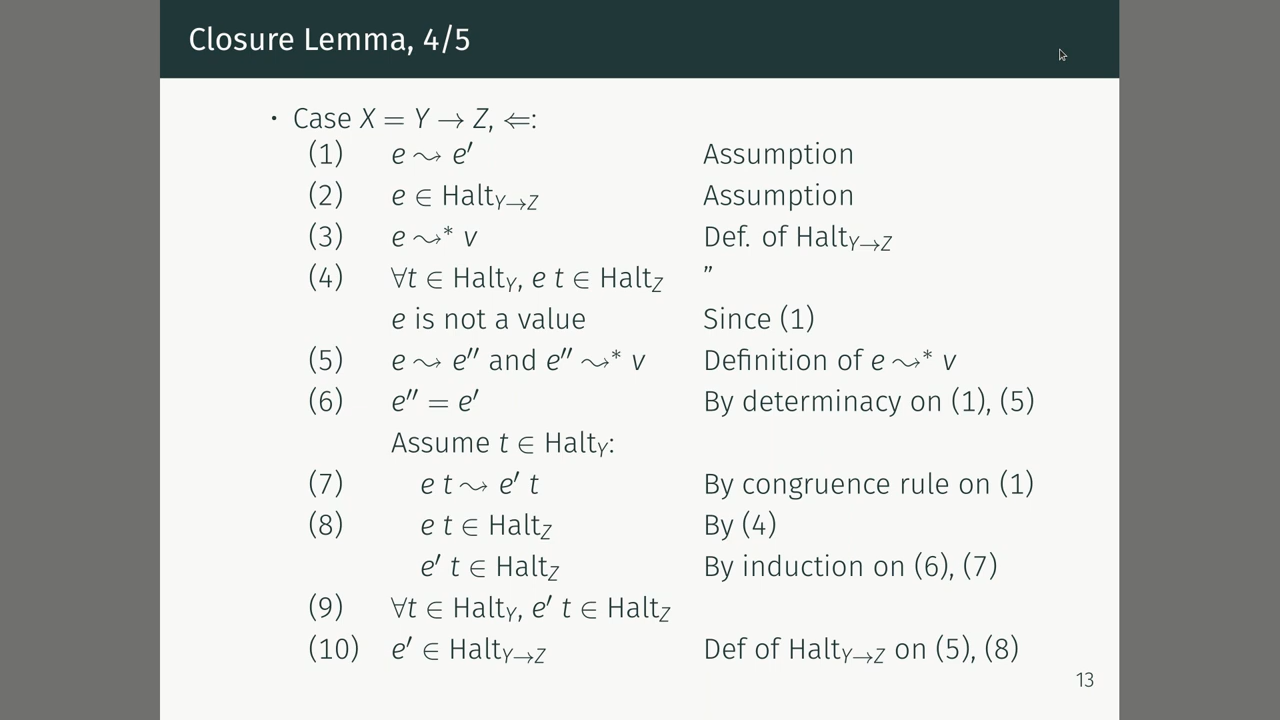 Closure Lemma, 4/5
• Case X = Y → Z, ⇐:
(1) e ⇝ e′ Assumption
(2) e ∈ Halt_{Y→Z} Assumption
(3) e ⇝* v Def. of Halt_{Y→Z}
(4) ∀t ∈ Halt_Y, e t ∈ Halt_Z ”
e is not a value Since (1)
(5) e ⇝ e″ and e″ ⇝* v Definition of e ⇝* v
(6) e″ = e′ By determinacy on (1), (5)
Assume t ∈ Halt_Y:
(7) e t ⇝ e′ t By congruence rule on (1)
(8) e t ∈ Halt_Z By (4)
e′ t ∈ Halt_Z By induction on (6), (7)
(9) ∀t ∈ Halt_Y, e′ t ∈ Halt_Z
(10) e′ ∈ Halt_{Y→Z} Def of Halt_{Y→Z} on (5), (8)
13